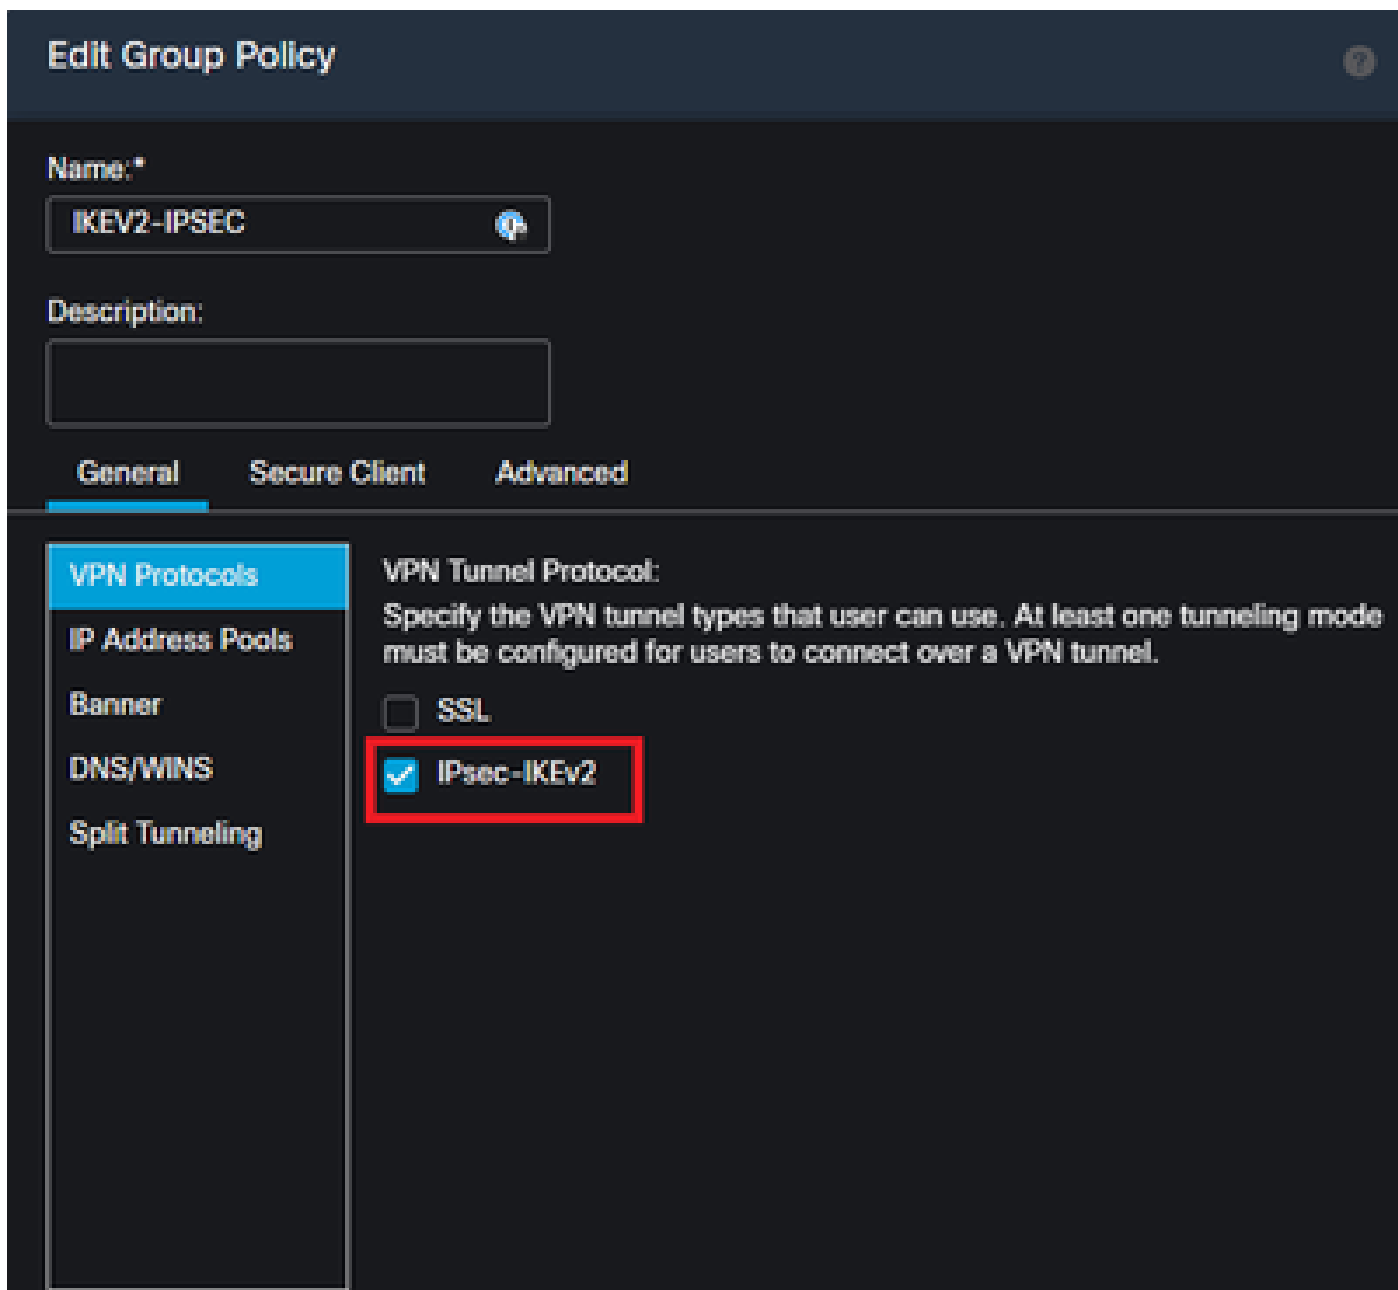 Edit Group Policy
?
Name:*
IKEV2-IPSEC
Description:
General Secure Client Advanced
VPN Protocols
IP Address Pools
Banner
DNS/WINS
Split Tunneling
VPN Tunnel Protocol:
Specify the VPN tunnel types that user can use. At least one tunneling mode
must be configured for users to connect over a VPN tunnel.
SSL
IPsec-IKEv2